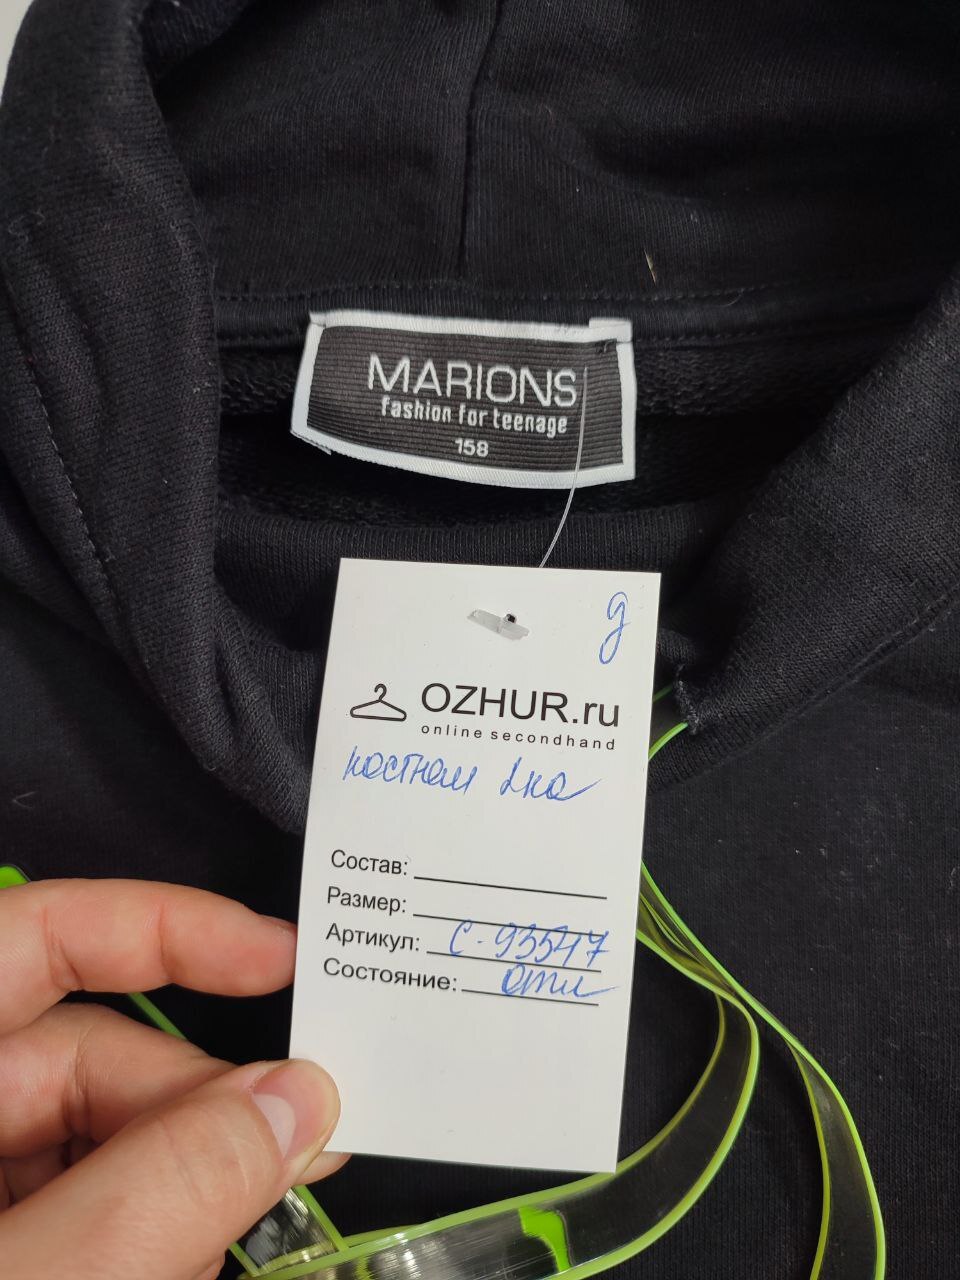 MARIONS
fashion for teenage
158
д
OZHUR.ru
online secondhand
костюм 2ка
Состав:
Размер:
Артикул: С-93547
Состояние: отл